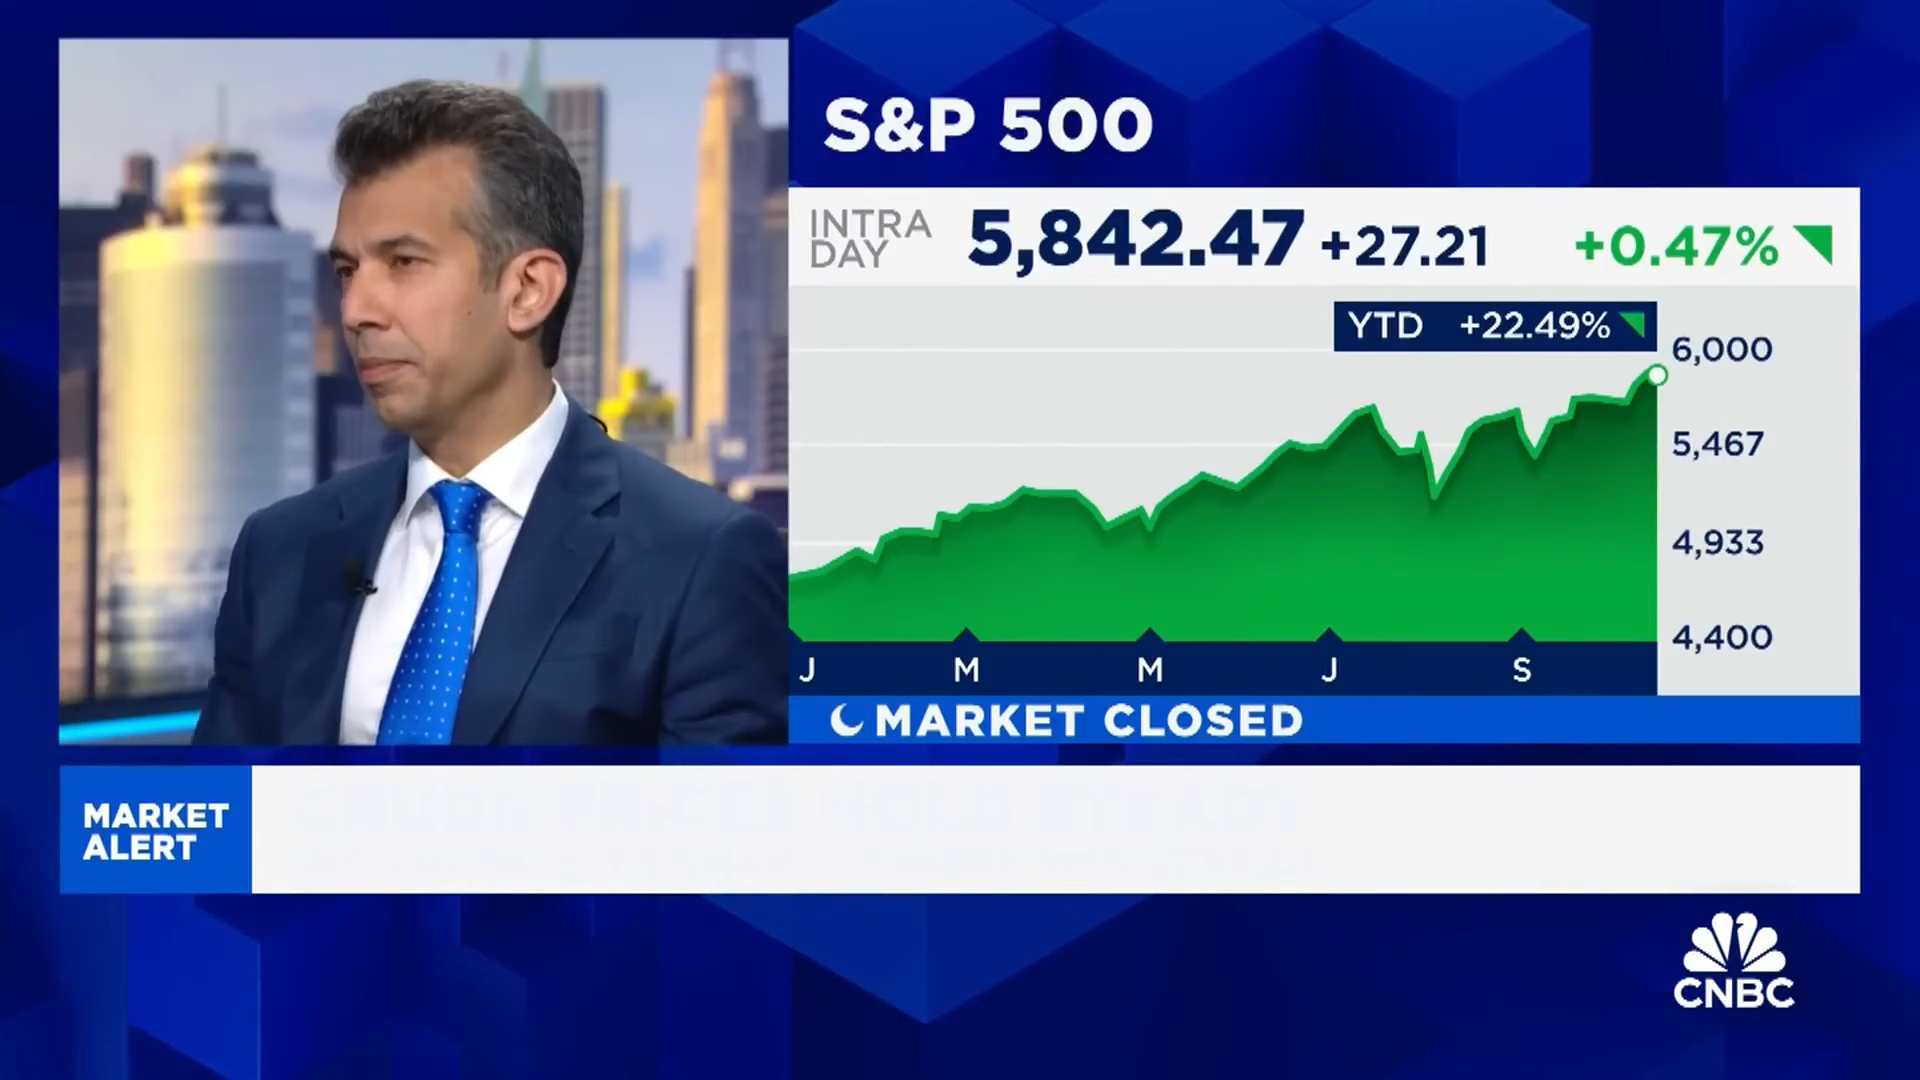 S&P 500
INTRA
DAY
5,842.47 +27.21 +0.47%
YTD +22.49%
6,000
5,467
4,933
4,400
J M M J S
MARKET CLOSED
MARKET
ALERT
CNBC